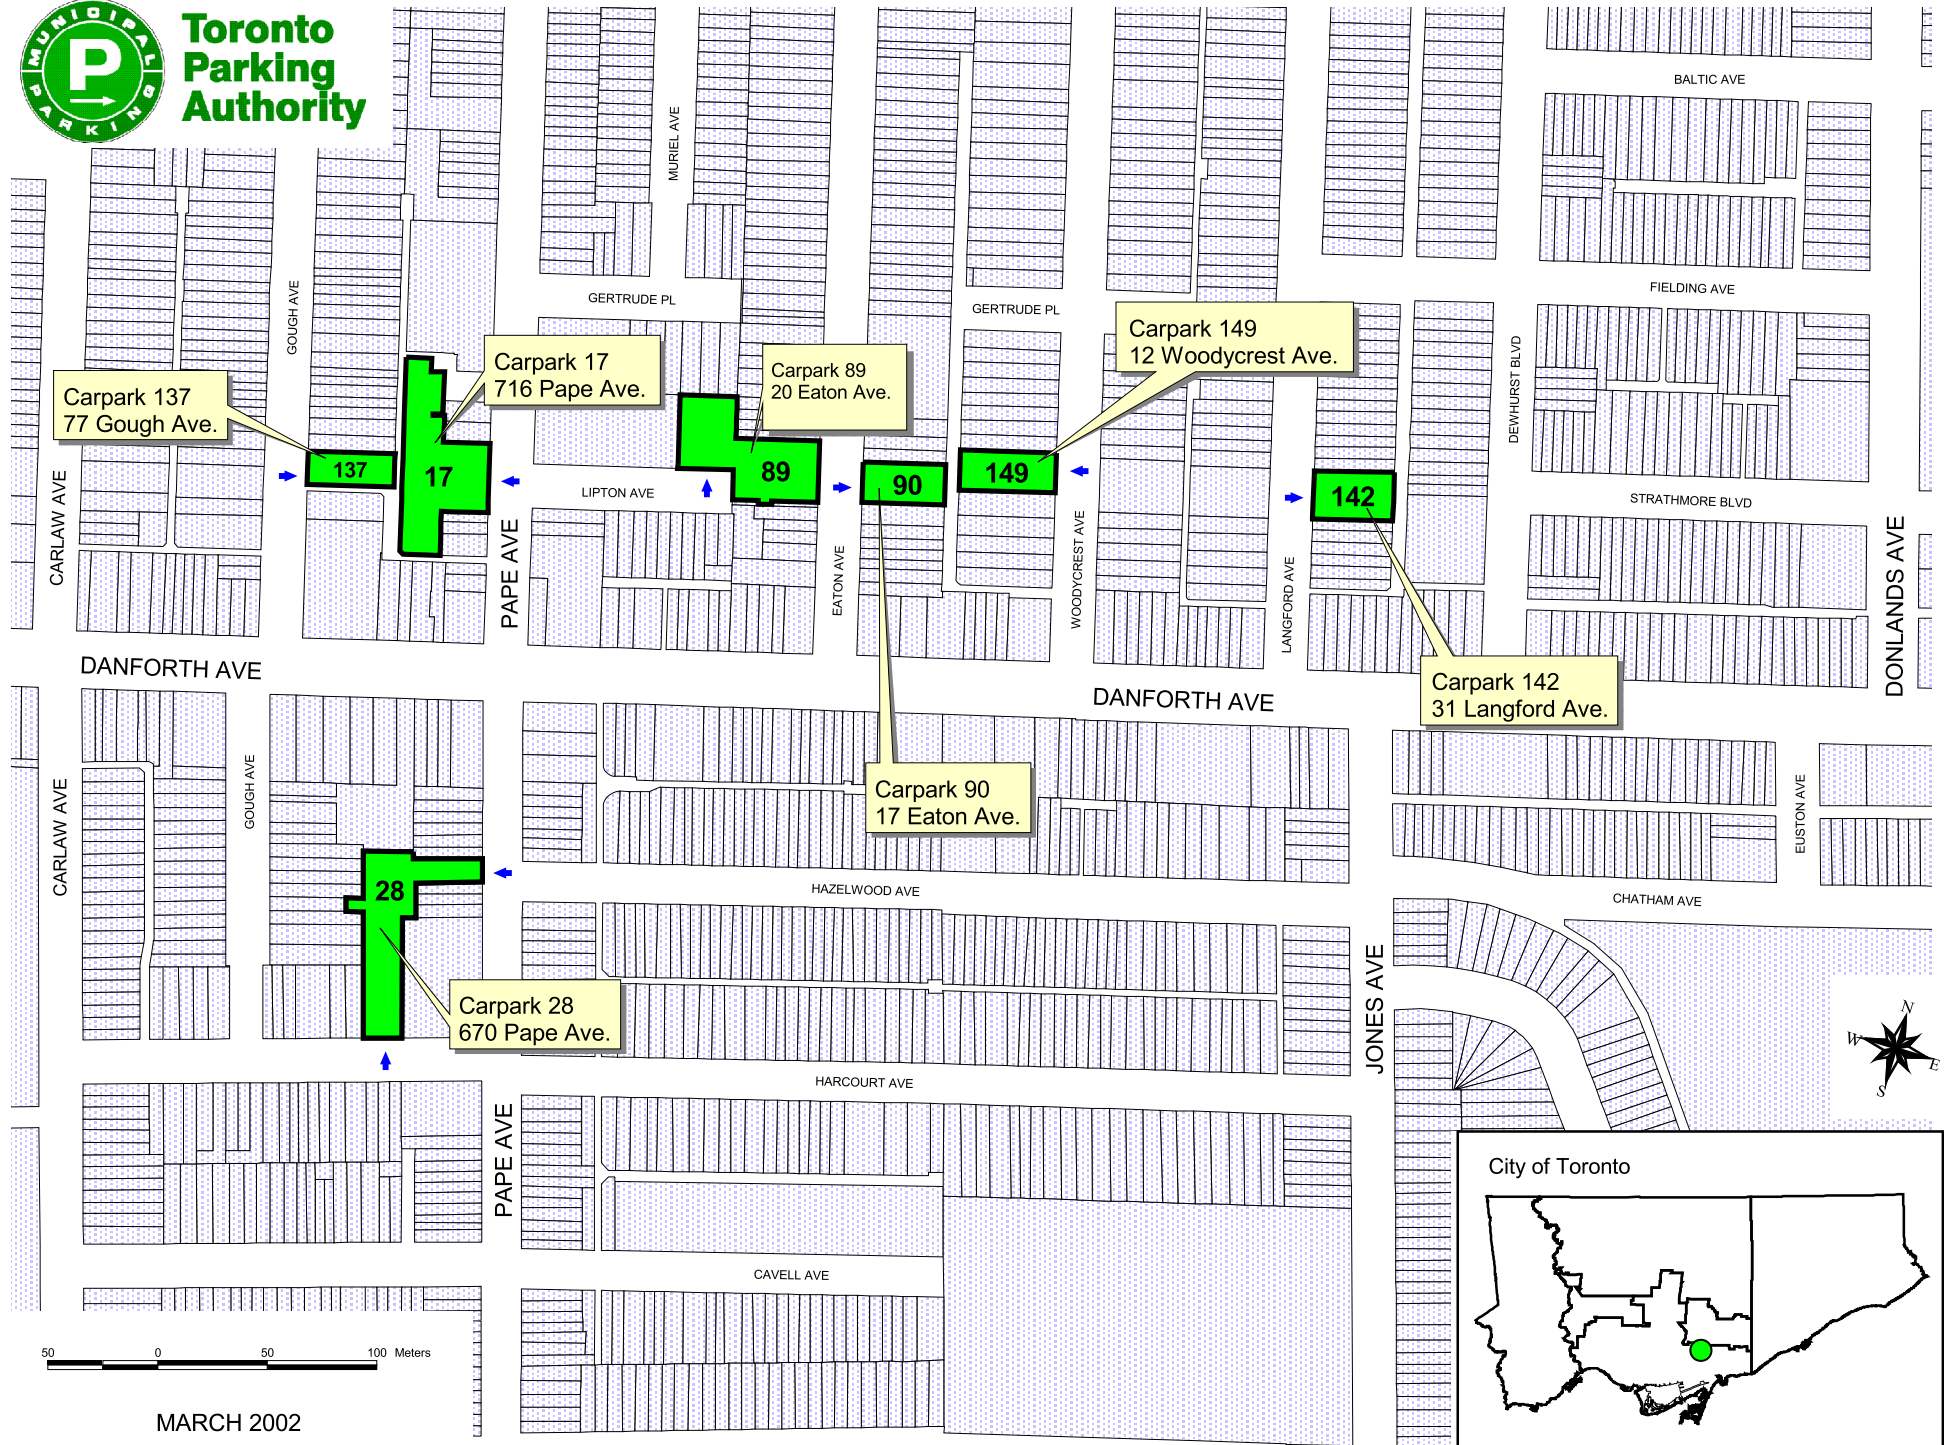 MUNICIPAL
P
PARKING
Toronto
Parking
Authority
BALTIC AVE
MURIEL AVE
GOUGH AVE
GERTRUDE PL
GERTRUDE PL
FIELDING AVE
Carpark 149
12 Woodycrest Ave.
Carpark 17
716 Pape Ave.
Carpark 89
20 Eaton Ave.
DEWHURST BLVD
Carpark 137
77 Gough Ave.
137
17
89
90
149
142
CARLAW AVE
LIPTON AVE
STRATHMORE BLVD
PAPE AVE
EATON AVE
WOODYCREST AVE
LANGFORD AVE
DONLANDS AVE
DANFORTH AVE
DANFORTH AVE
Carpark 142
31 Langford Ave.
GOUGH AVE
CARLAW AVE
Carpark 90
17 Eaton Ave.
EUSTON AVE
28
HAZELWOOD AVE
CHATHAM AVE
Carpark 28
670 Pape Ave.
JONES AVE
N
W
E
S
HARCOURT AVE
PAPE AVE
City of Toronto
CAVELL AVE
50 0 50 100 Meters
MARCH 2002